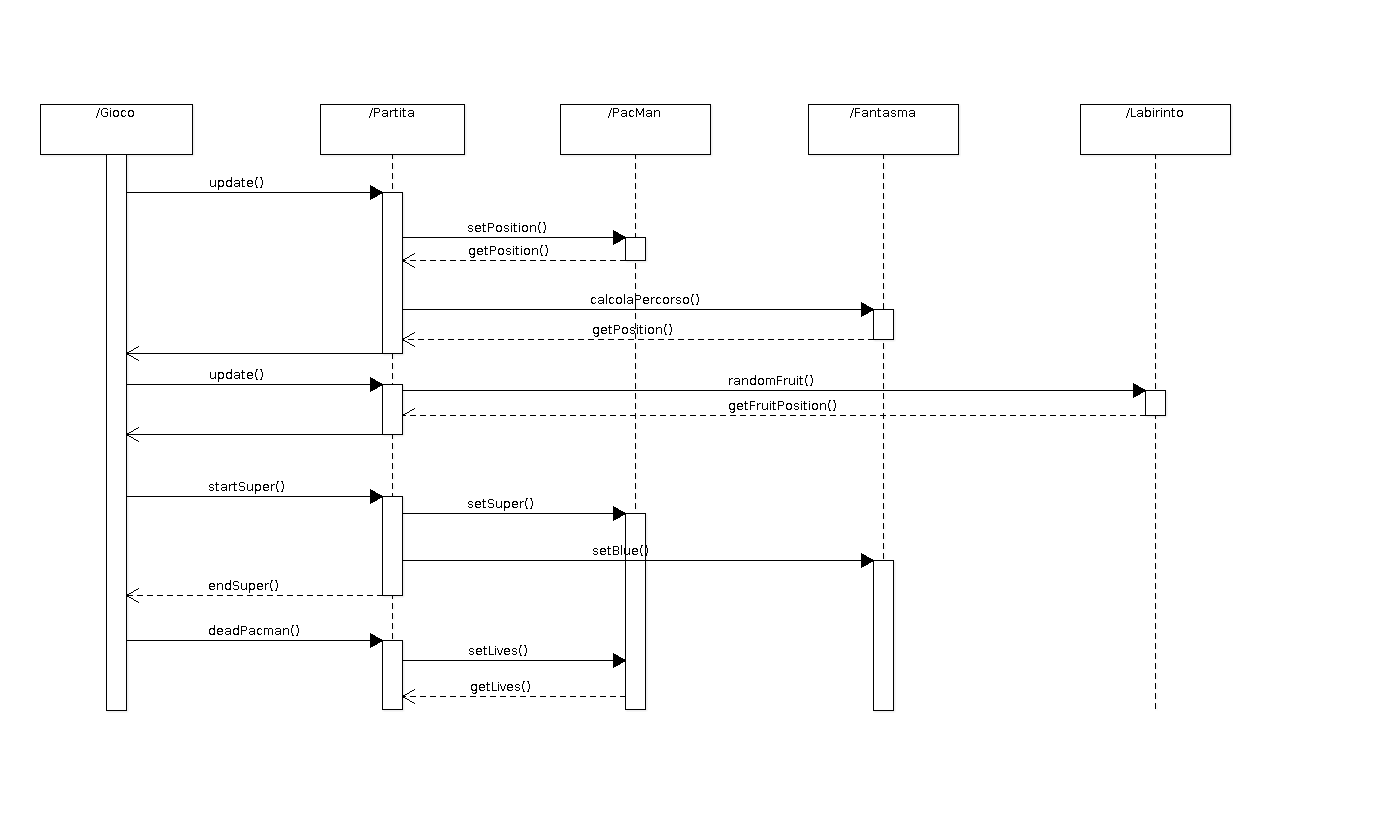 /Gioco
/Partita
/PacMan
/Fantasma
/Labirinto
update()
setPosition()
getPosition()
calcolaPercorso()
getPosition()
update()
randomFruit()
getFruitPosition()
startSuper()
setSuper()
setBlue()
endSuper()
deadPacman()
setLives()
getLives()